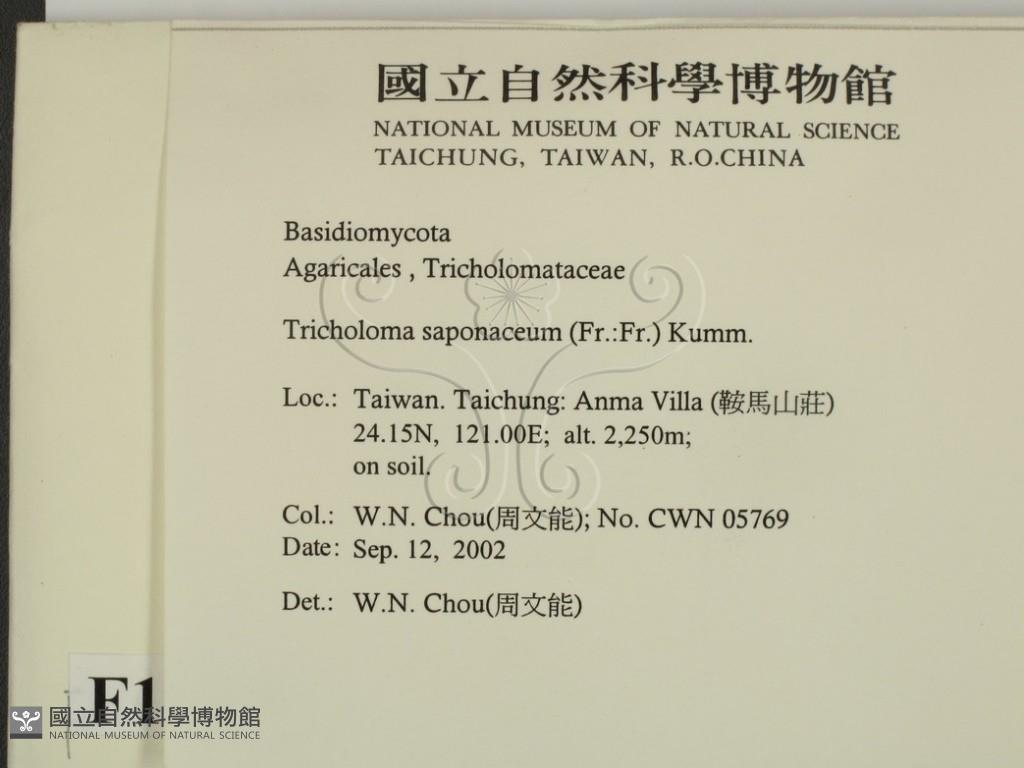 國立自然科學博物館
NATIONAL MUSEUM OF NATURAL SCIENCE
TAICHUNG, TAIWAN, R.O.CHINA
Basidiomycota
Agaricales , Tricholomataceae
Tricholoma saponaceum (Fr.:Fr.) Kumm.
Loc.: Taiwan. Taichung: Anma Villa (鞍馬山莊)
24.15N, 121.00E; alt. 2,250m;
on soil.
Col.: W.N. Chou(周文能); No. CWN 05769
Date: Sep. 12, 2002
Det.: W.N. Chou(周文能)
F1
國立自然科學博物館
NATIONAL MUSEUM OF NATURAL SCIENCE